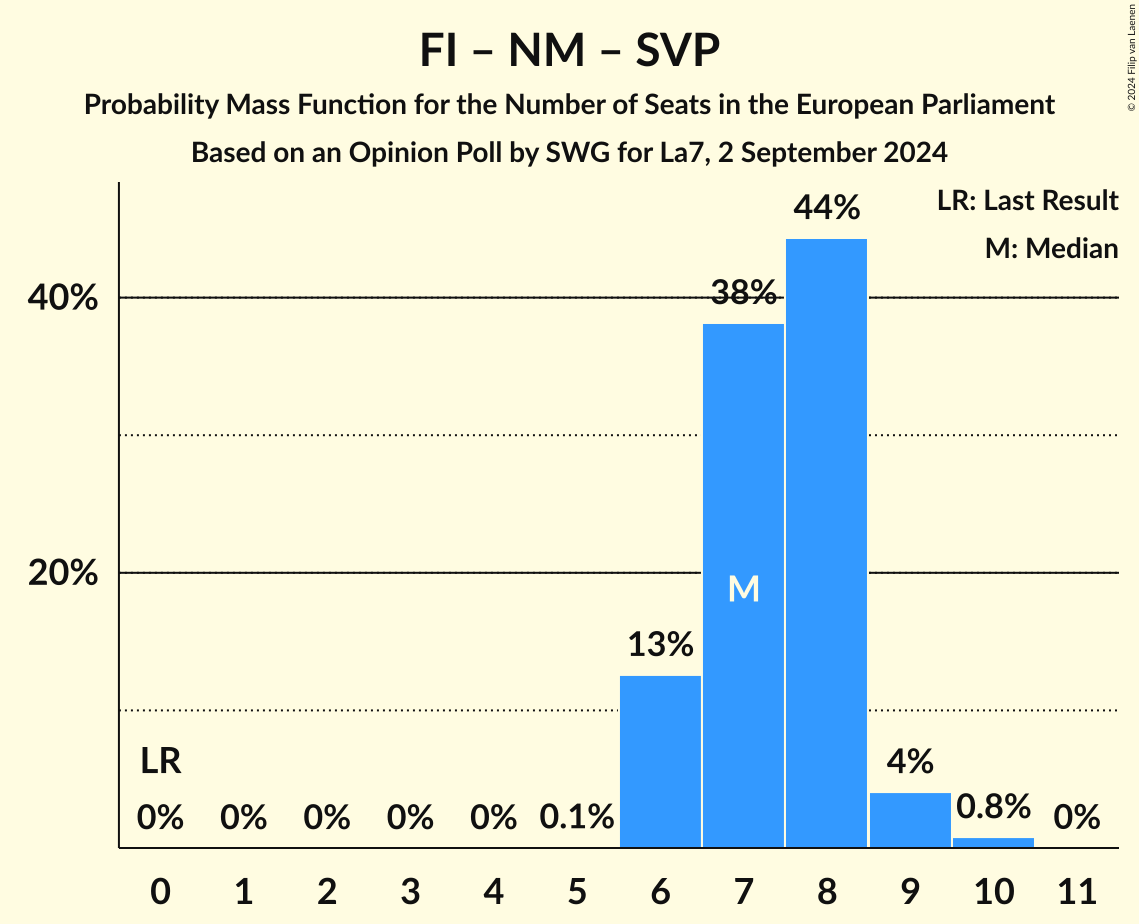 FI – NM – SVP
Probability Mass Function for the Number of Seats in the European Parliament
Based on an Opinion Poll by SWG for La7, 2 September 2024
© 2024 Filip van Laenen
LR: Last Result
M: Median
44%
40%
38%
20%
M
13%
LR
4%
0% 0% 0% 0% 0% 0.1% 0.8% 0%
0 1 2 3 4 5 6 7 8 9 10 11